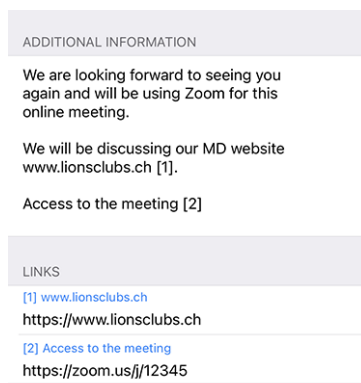 ADDITIONAL INFORMATION
We are looking forward to seeing you
again and will be using Zoom for this
online meeting.
We will be discussing our MD website
www.lionsclubs.ch [1].
Access to the meeting [2]
LINKS
[1] www.lionsclubs.ch
https://www.lionsclubs.ch
[2] Access to the meeting
https://zoom.us/j/12345